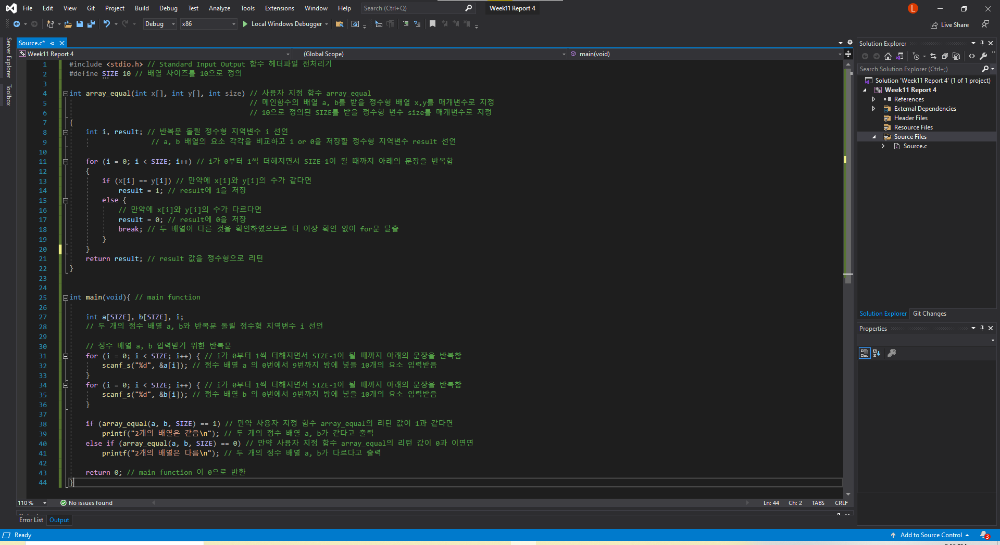 File Edit View Git Project Build Debug Test Analyze Tools Extensions Window Help Search (Ctrl+Q) Week11 Report 4 L
Debug x86 Local Windows Debugger Live Share
Server Explorer
Toolbox
Source.c*
Week11 Report 4 (Global Scope) main(void)
1 #include <stdio.h> // Standard Input Output 함수 헤더파일 전처리기
2 #define SIZE 10 // 배열 사이즈를 10으로 정의
3
4 int array_equal(int x[], int y[], int size) // 사용자 지정 함수 array_equal
5 // 메인함수의 배열 a, b를 받을 정수형 배열 x,y를 매개변수로 지정
6 // 10으로 정의된 SIZE를 받을 정수형 변수 size를 매개변수로 지정
7 {
8 int i, result; // 반복문 돌릴 정수형 지역변수 i 선언
9 // a, b 배열의 요소 각각을 비교하고 1 or 0을 저장할 정수형 지역변수 result 선언
10
11 for (i = 0; i < SIZE; i++) // i가 0부터 1씩 더해지면서 SIZE-1이 될 때까지 아래의 문장을 반복함
12 {
13 if (x[i] == y[i]) // 만약에 x[i]와 y[i]의 수가 같다면
14 result = 1; // result에 1을 저장
15 else {
16 // 만약에 x[i]와 y[i]의 수가 다르다면
17 result = 0; // result에 0을 저장
18 break; // 두 배열이 다른 것을 확인하였으므로 더 이상 확인 없이 for문 탈출
19 }
20 }
21 return result; // result 값을 정수형으로 리턴
22 }
23
24
25 int main(void){ // main function
26
27 int a[SIZE], b[SIZE], i;
28 // 두 개의 정수 배열 a, b와 반복문 돌릴 정수형 지역변수 i 선언
29
30 // 정수 배열 a, b 입력받기 위한 반복문
31 for (i = 0; i < SIZE; i++) { // i가 0부터 1씩 더해지면서 SIZE-1이 될 때까지 아래의 문장을 반복함
32 scanf_s("%d", &a[i]); // 정수 배열 a 의 0번에서 9번까지 방에 넣을 10개의 요소 입력받음
33 }
34 for (i = 0; i < SIZE; i++) { // i가 0부터 1씩 더해지면서 SIZE-1이 될 때까지 아래의 문장을 반복함
35 scanf_s("%d", &b[i]); // 정수 배열 b 의 0번에서 9번까지 방에 넣을 10개의 요소 입력받음
36 }
37
38 if (array_equal(a, b, SIZE) == 1) // 만약 사용자 지정 함수 array_equal의 리턴 값이 1과 같다면
39 printf("2개의 배열은 같음\n"); // 두 개의 정수 배열 a, b가 같다고 출력
40 else if (array_equal(a, b, SIZE) == 0) // 만약 사용자 지정 함수 array_equal의 리턴 값이 0과 이면면
41 printf("2개의 배열은 다름\n"); // 두 개의 정수 배열 a, b가 다르다고 출력
42
43 return 0; // main function 이 0으로 반환
44 }
110 % No issues found Ln: 44 Ch: 2 TABS CRLF
Error List Output
Ready Add to Source Control 3
Solution Explorer
Search Solution Explorer (Ctrl+;)
Solution 'Week11 Report 4' (1 of 1 project)
Week11 Report 4
References
External Dependencies
Header Files
Resource Files
Source Files
Source.c
Solution Explorer Git Changes
Properties